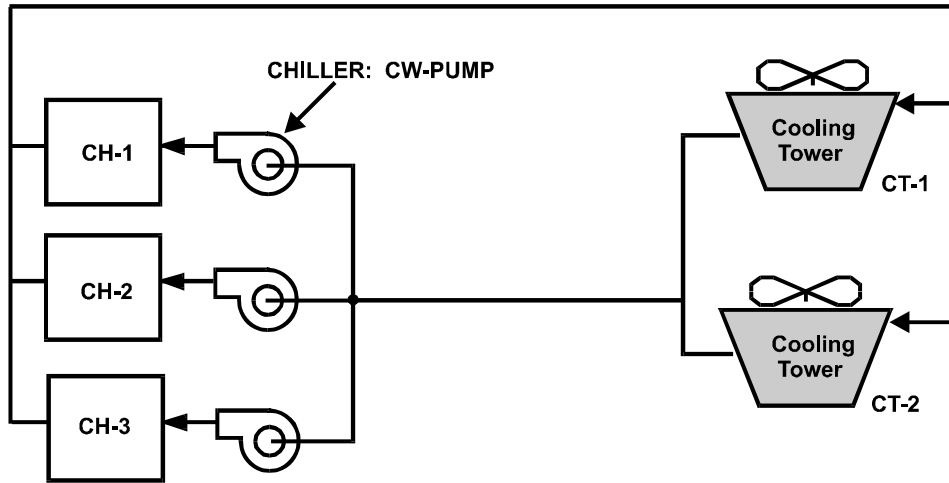 CHILLER: CW-PUMP
CH-1
CH-2
CH-3
Cooling
Tower
CT-1
Cooling
Tower
CT-2